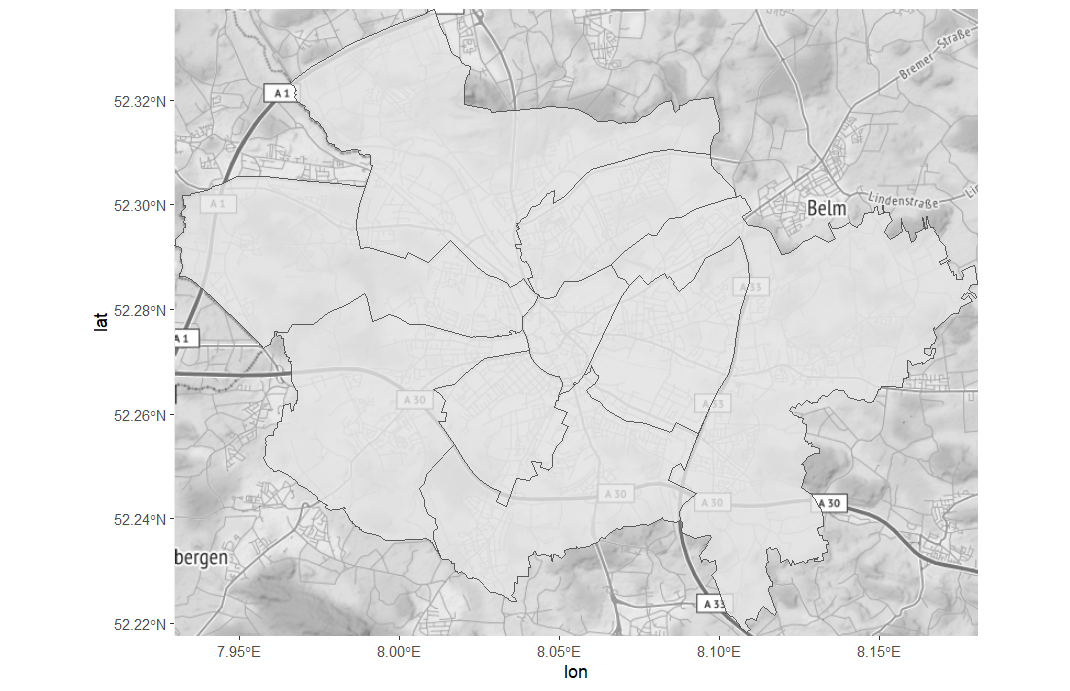 52.32°N
52.30°N
52.28°N
52.26°N
52.24°N
52.22°N
lat
7.95°E
8.00°E
8.05°E
8.10°E
8.15°E
lon
A 1
Bremer Straße
A 1
Belm
Lindenstraße
Lin
A 33
A 1
A 30
A 33
A 30
A 30
A 30
bergen
A 33